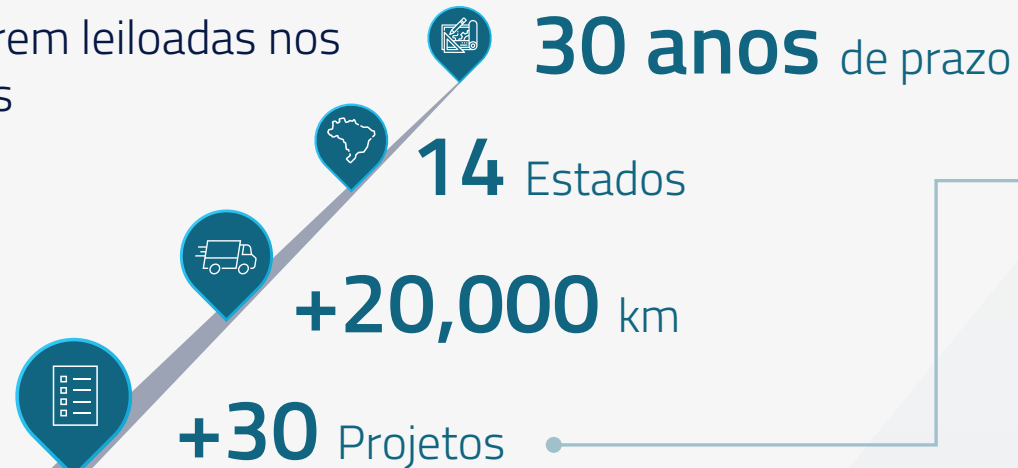 rem leiloadas nos
s
30 anos de prazo
14 Estados
+20,000 km
+30 Projetos